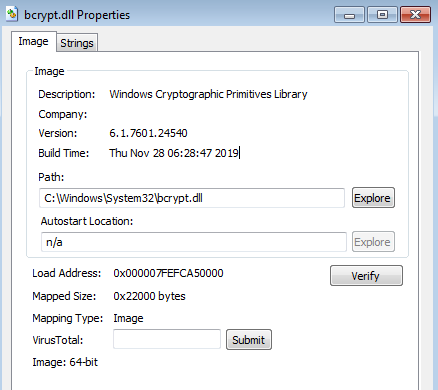 bcrypt.dll Properties
Image Strings
Image
Description: Windows Cryptographic Primitives Library
Company:
Version: 6.1.7601.24540
Build Time: Thu Nov 28 06:28:47 2019
Path:
C:\Windows\System32\bcrypt.dll Explore
Autostart Location:
n/a Explore
Load Address: 0x000007FEFCA50000 Verify
Mapped Size: 0x22000 bytes
Mapping Type: Image
VirusTotal: Submit
Image: 64-bit